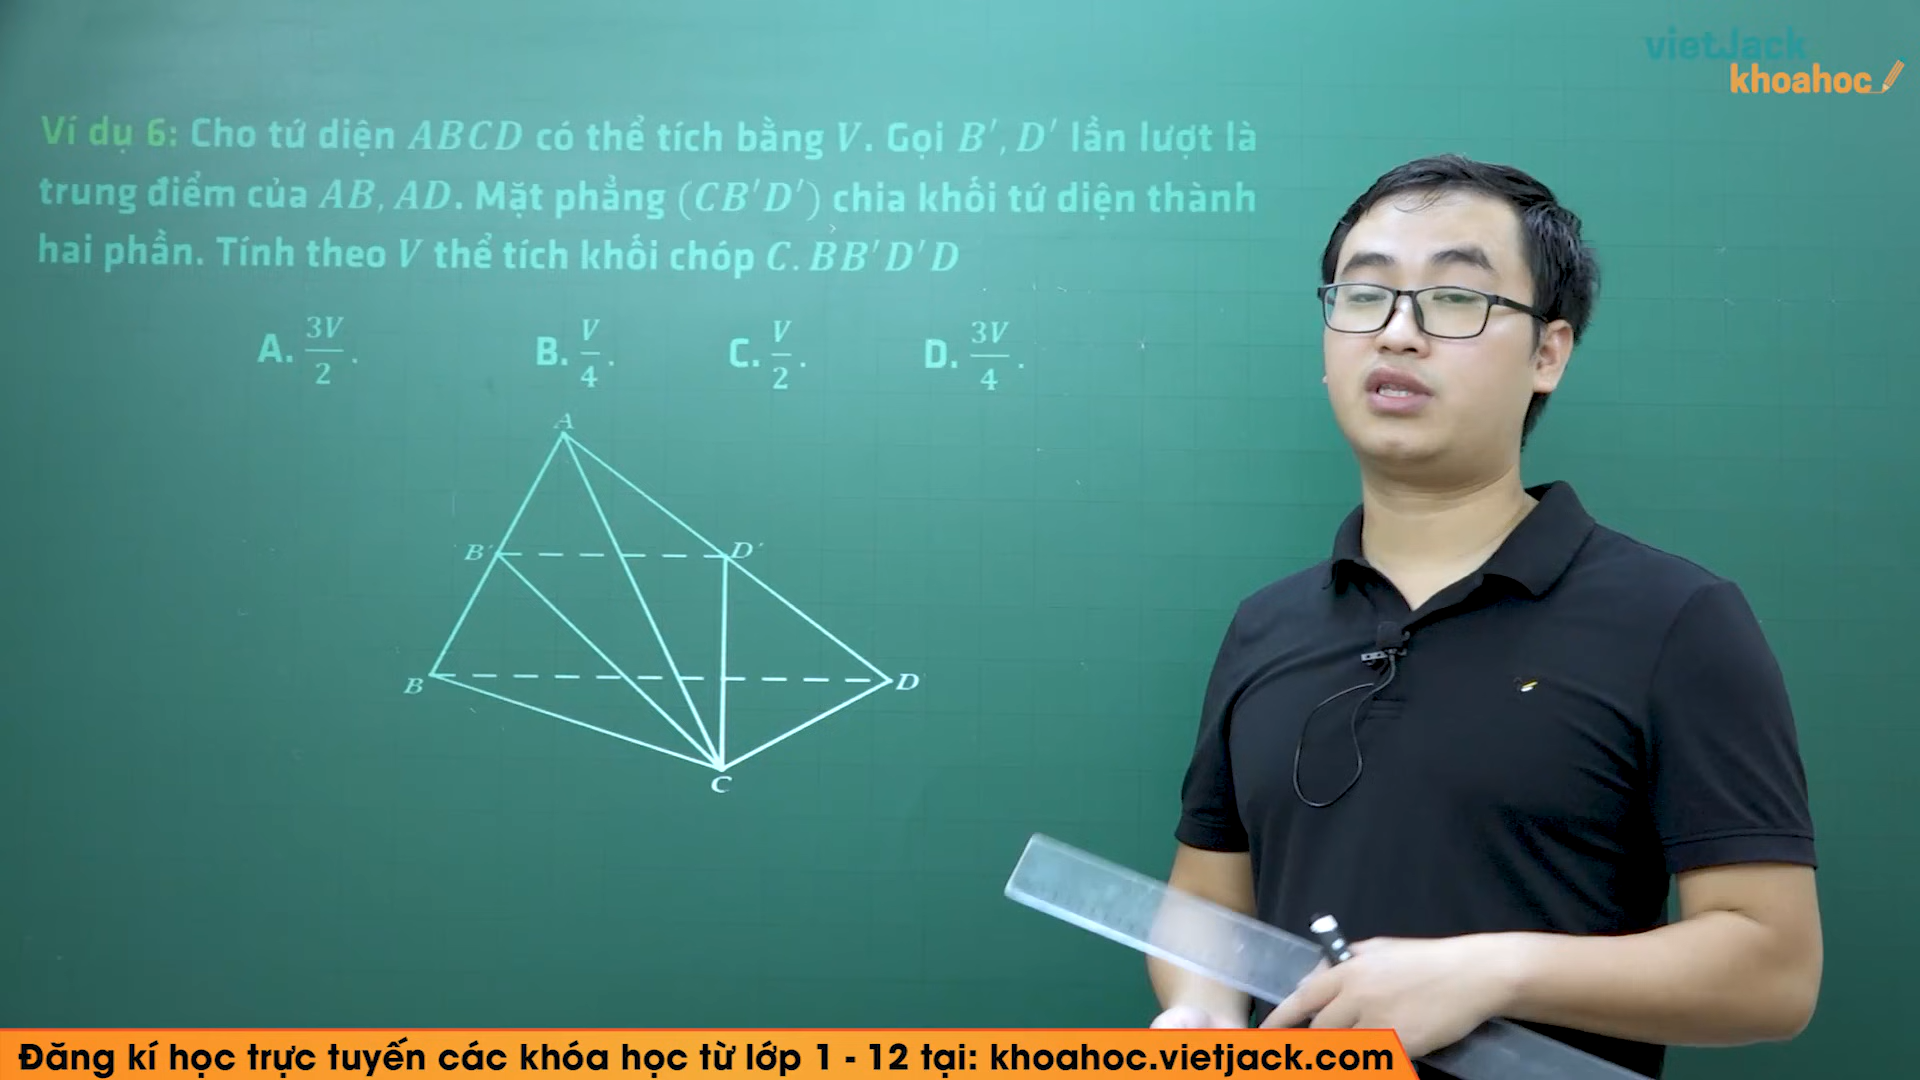 vietJack
khoahoc
Ví dụ 6: Cho tứ diện ABCD có thể tích bằng V. Gọi B′, D′ lần lượt là
trung điểm của AB, AD. Mặt phẳng (CB′D′) chia khối tứ diện thành
hai phần. Tính theo V thể tích khối chóp C.BB′D′D
A. 3V/2. B. V/4. C. V/2. D. 3V/4.
A
B′ D′
B D
C
Đăng kí học trực tuyến các khóa học từ lớp 1 - 12 tại: khoahoc.vietjack.com